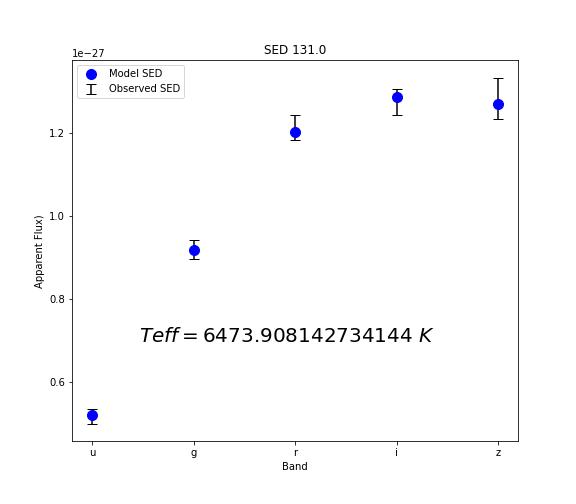 SED 131.0
1e−27
Model SED
Observed SED
1.2
1.0
0.8
0.6
Apparent Flux)
Teff = 6473.908142734144 K
u g r i z
Band